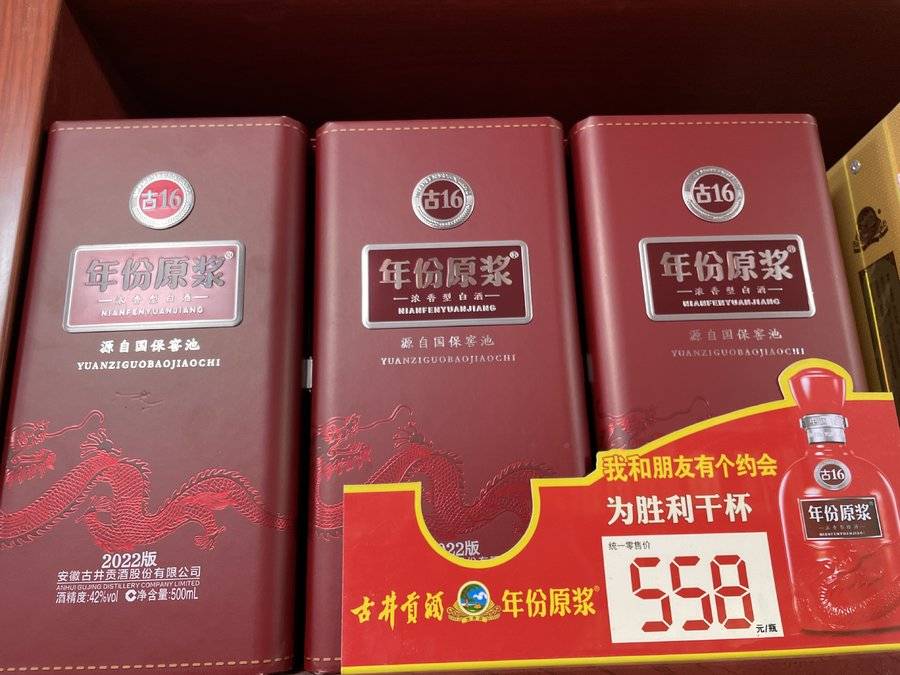 古16
年份原浆®
浓香型白酒
NIANFENYUANJIANG
源自国保窖池
YUANZIGUOBAOJIAOCHI
2022版
安徽古井贡酒股份有限公司
ANHUI GUJING DISTILLERY COMPANY LIMITED
酒精度:42%vol 净含量:500mL
古16
年份原浆®
浓香型白酒
NIANFENYUANJIANG
源自国保窖池
YUANZIGUOBAOJIAOCHI
2022版
古16
年份原浆®
浓香型白酒
NIANFENYUANJIANG
源自国保窖池
YUANZIGUOBAOJIAOCHI
我和朋友有个约会
为胜利干杯
统一零售价
558
元/瓶
古井贡酒 年份原浆®
古16
年份原浆